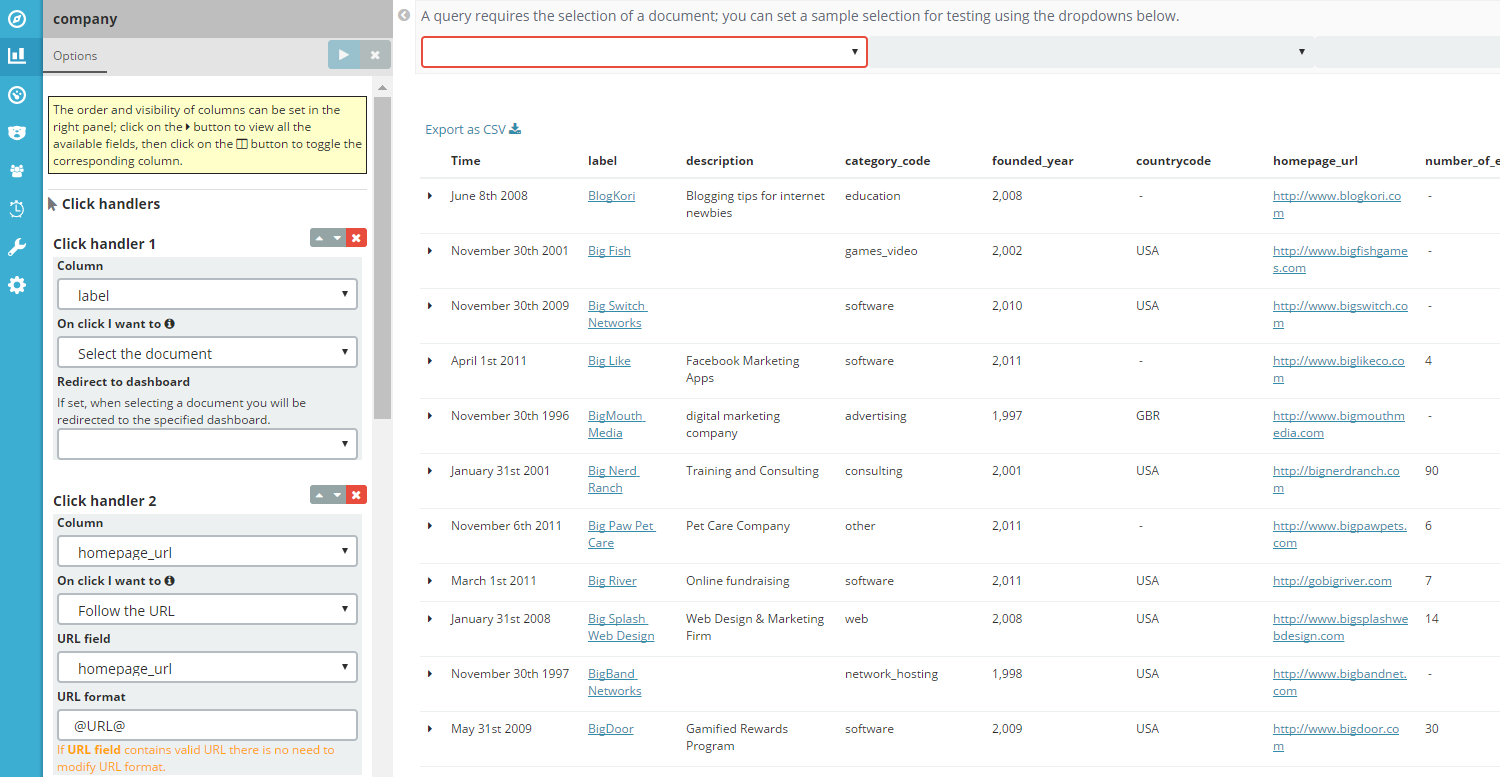 company
Options
The order and visibility of columns can be set in the
right panel; click on the button to view all the
available fields, then click on the button to toggle the
corresponding column.
Click handlers
Click handler 1
Column
label
On click I want to
Select the document
Redirect to dashboard
If set, when selecting a document you will be
redirected to the specified dashboard.
Click handler 2
Column
homepage_url
On click I want to
Follow the URL
URL field
homepage_url
URL format
@URL@
If URL field contains valid URL there is no need to
modify URL format.
A query requires the selection of a document; you can set a sample selection for testing using the dropdowns below.
Export as CSV
Time label description category_code founded_year countrycode homepage_url number_of_e
June 8th 2008 BlogKori Blogging tips for internet education 2,008 - http://www.blogkori.co -
newbies m
November 30th 2001 Big Fish games_video 2,002 USA http://www.bigfishgame -
s.com
November 30th 2009 Big Switch software 2,010 USA http://www.bigswitch.co -
Networks m
April 1st 2011 Big Like Facebook Marketing software 2,011 - http://www.biglikeco.co 4
Apps m
November 30th 1996 BigMouth digital marketing advertising 1,997 GBR http://www.bigmouthm -
Media company edia.com
January 31st 2001 Big Nerd Training and Consulting consulting 2,001 USA http://bignerdranch.co 90
Ranch m
November 6th 2011 Big Paw Pet Pet Care Company other 2,011 - http://www.bigpawpets. 6
Care com
March 1st 2011 Big River Online fundraising software 2,011 USA http://gobigriver.com 7
January 31st 2008 Big Splash Web Design & Marketing web 2,008 USA http://www.bigsplashwe 14
Web Design Firm bdesign.com
November 30th 1997 BigBand network_hosting 1,998 USA http://www.bigbandnet. -
Networks com
May 31st 2009 BigDoor Gamified Rewards software 2,009 USA http://www.bigdoor.co 30
Program m